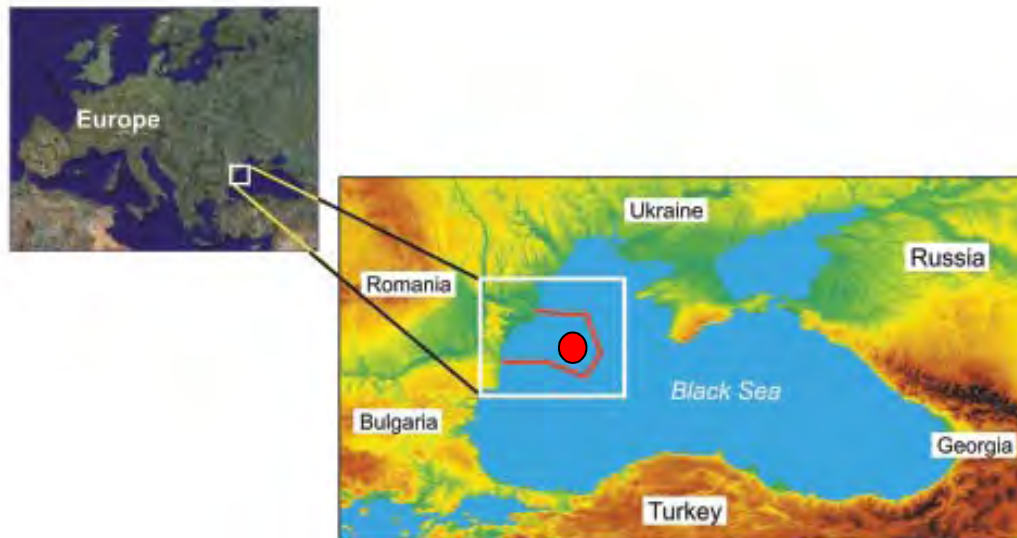 Europe
Ukraine
Russia
Romania
Black Sea
Bulgaria
Georgia
Turkey